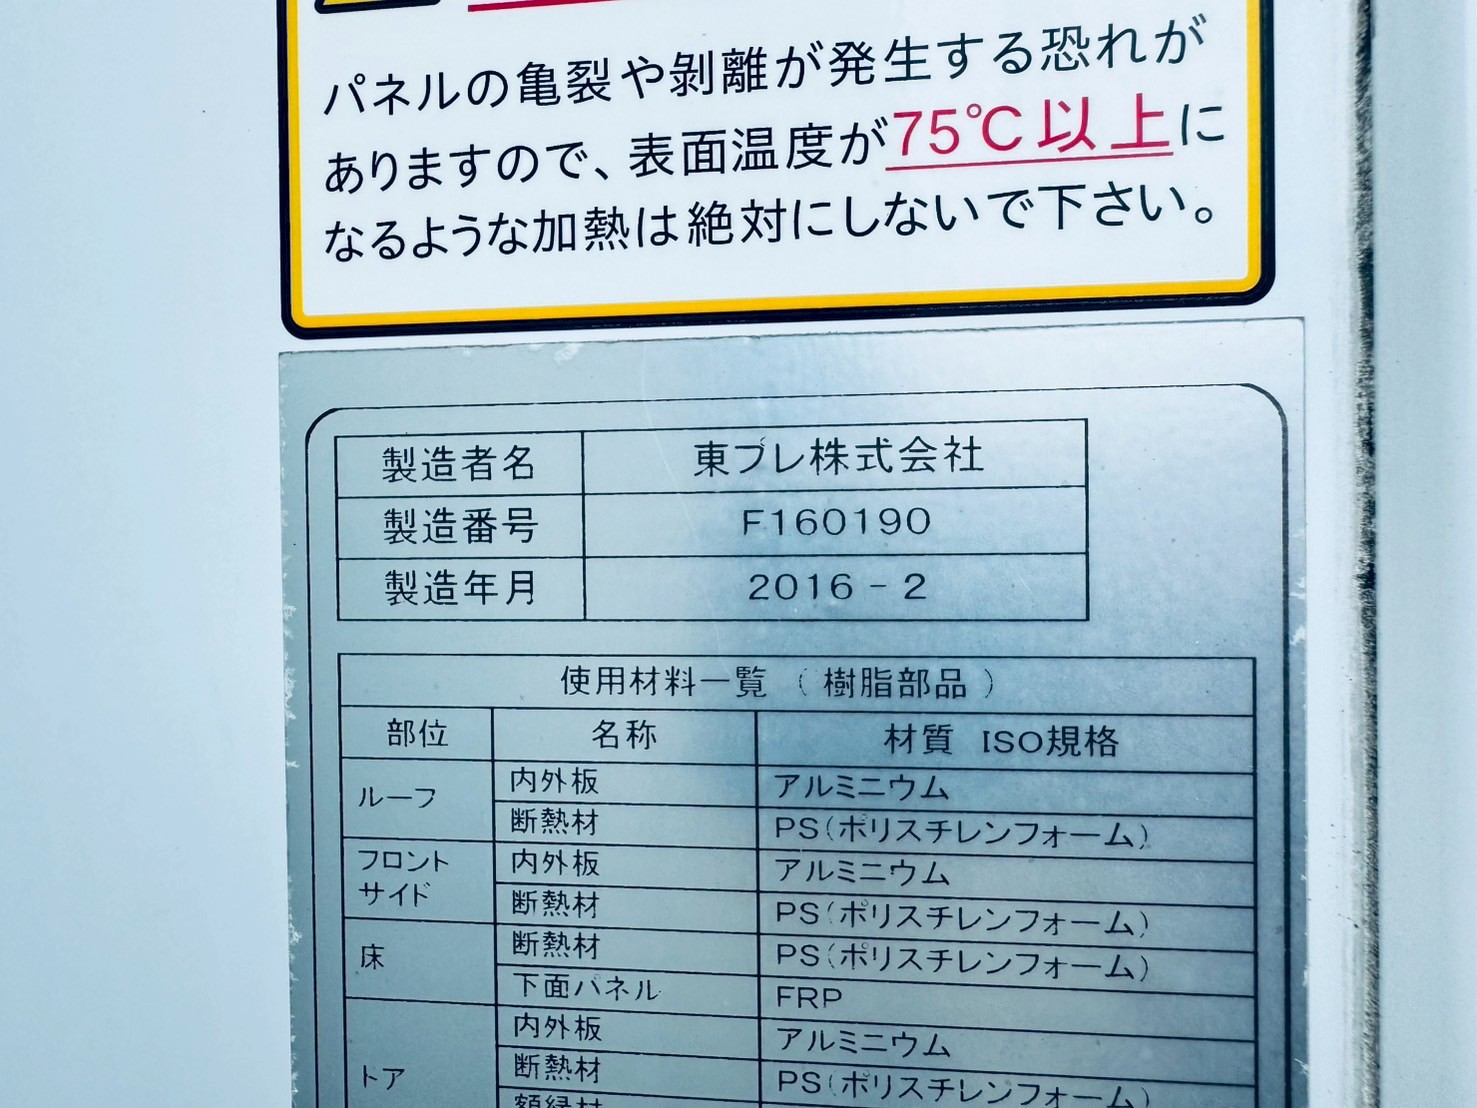 パネルの亀裂や剥離が発生する恐れが
ありますので、表面温度が75℃以上に
なるような加熱は絶対にしないで下さい。
製造者名 東プレ株式会社
製造番号 F160190
製造年月 2016-2
使用材料一覧（樹脂部品）
部位 名称 材質 ISO規格
ルーフ 内外板 アルミニウム
断熱材 PS(ポリスチレンフォーム)
フロント
サイド
内外板 アルミニウム
断熱材 PS(ポリスチレンフォーム)
床 断熱材 PS(ポリスチレンフォーム)
下面パネル FRP
トア 内外板 アルミニウム
断熱材 PS(ポリスチレンフォーム)
額縁材